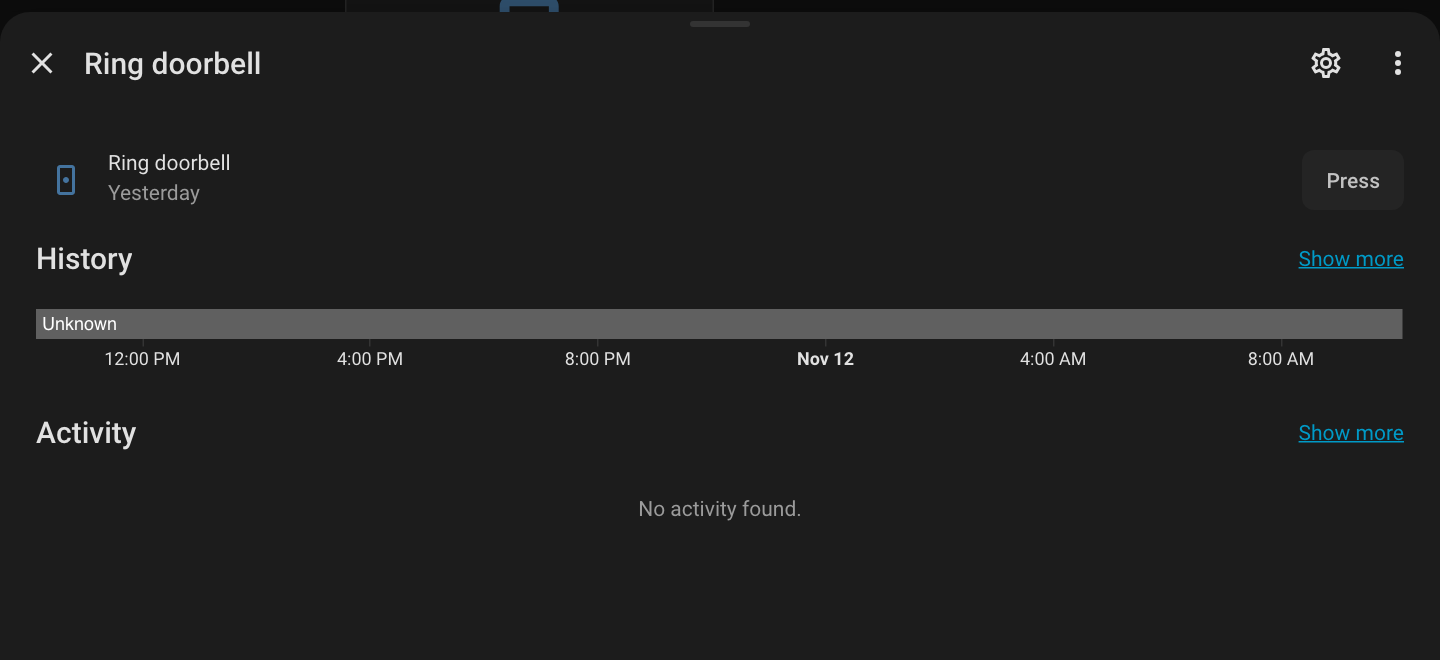 Ring doorbell
Ring doorbell
Yesterday
Press
History
Show more
Unknown
12:00 PM 4:00 PM 8:00 PM Nov 12 4:00 AM 8:00 AM
Activity
Show more
No activity found.